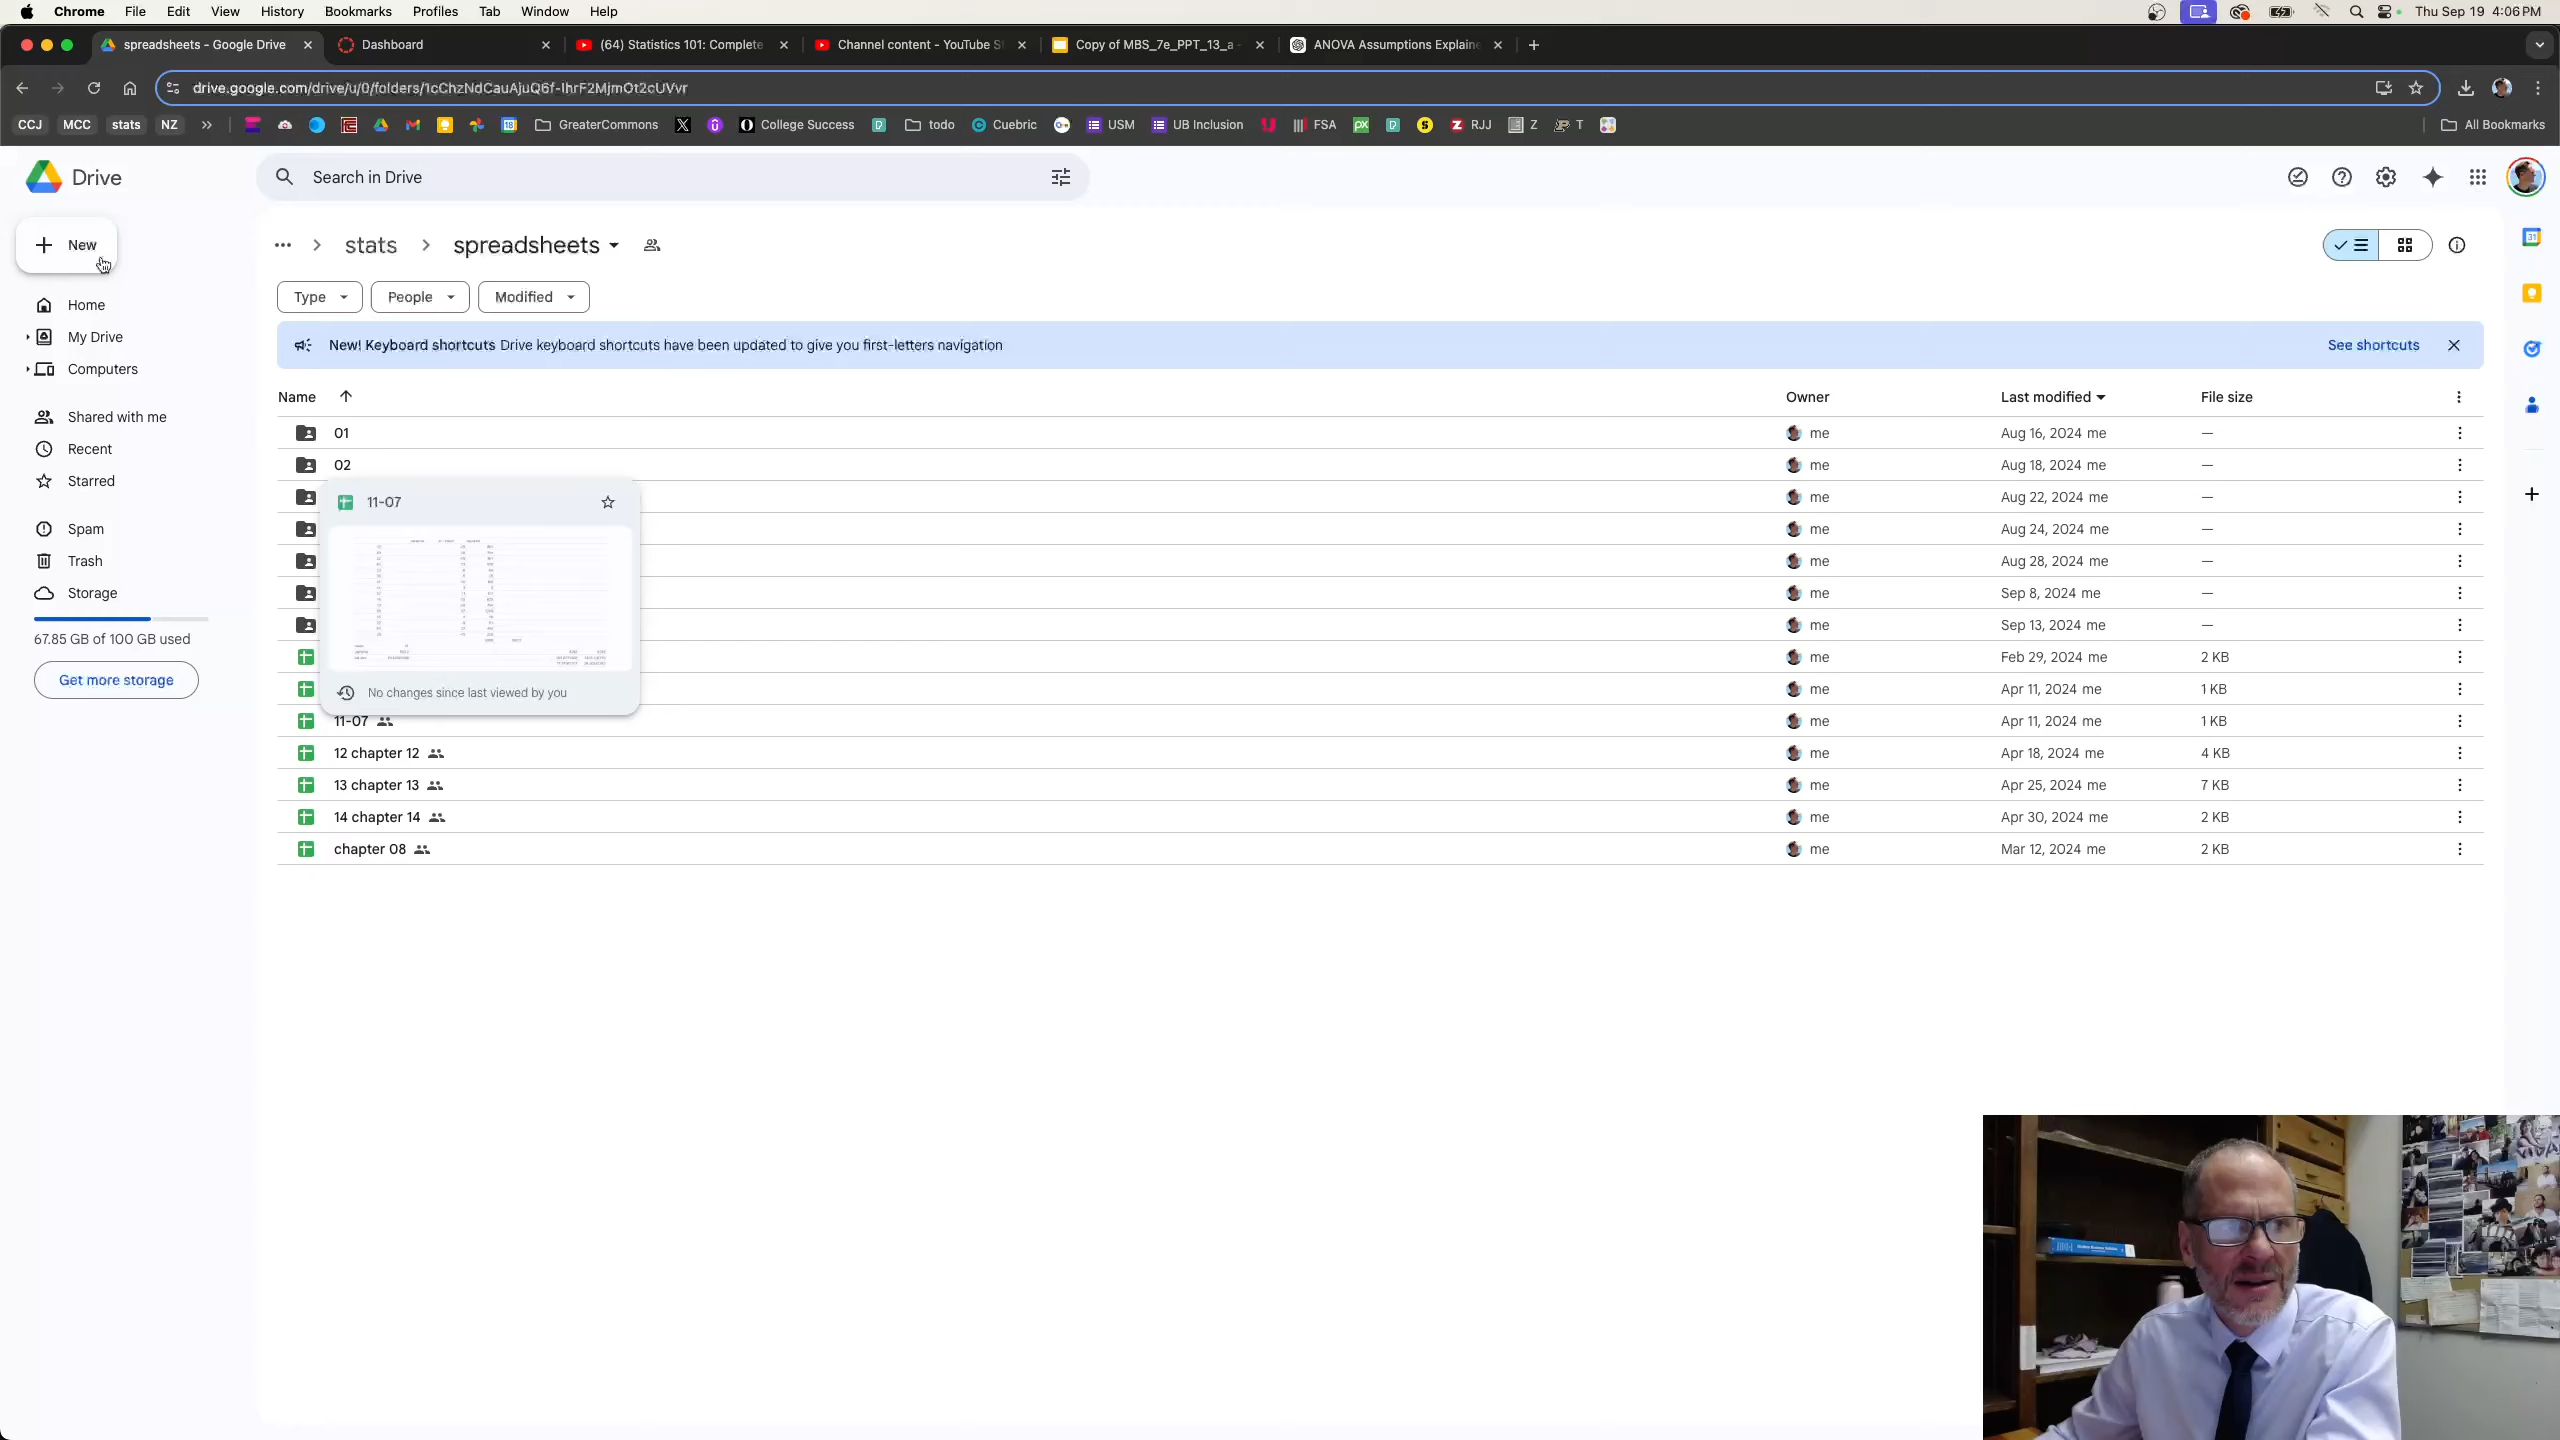 Chrome File Edit View History Bookmarks Profiles Tab Window Help Thu Sep 19 4:06 PM
spreadsheets - Google Drive Dashboard (64) Statistics 101: Complete Channel content - YouTube S Copy of MBS_7e_PPT_13_a - ANOVA Assumptions Explain
drive.google.com/drive/u/0/folders/1cChzNdCauAjuQ6f-IhrF2MjmOt2cUVvr
CCJ MCC stats NZ » GreaterCommons College Success todo Cuebric USM UB Inclusion FSA RJJ Z T All Bookmarks
Drive Search in Drive
New
... stats spreadsheets
Type People Modified
Home
My Drive
Computers
Shared with me
Recent
Starred
Spam
Trash
Storage
67.85 GB of 100 GB used
Get more storage
New! Keyboard shortcuts Drive keyboard shortcuts have been updated to give you first-letters navigation See shortcuts
Name Owner Last modified File size
01 me Aug 16, 2024 me —
02 me Aug 18, 2024 me —
me Aug 22, 2024 me —
me Aug 24, 2024 me —
me Aug 28, 2024 me —
me Sep 8, 2024 me —
me Sep 13, 2024 me —
me Feb 29, 2024 me 2 KB
me Apr 11, 2024 me 1 KB
11-07 me Apr 11, 2024 me 1 KB
12 chapter 12 me Apr 18, 2024 me 4 KB
13 chapter 13 me Apr 25, 2024 me 7 KB
14 chapter 14 me Apr 30, 2024 me 2 KB
chapter 08 me Mar 12, 2024 me 2 KB
11-07
No changes since last viewed by you